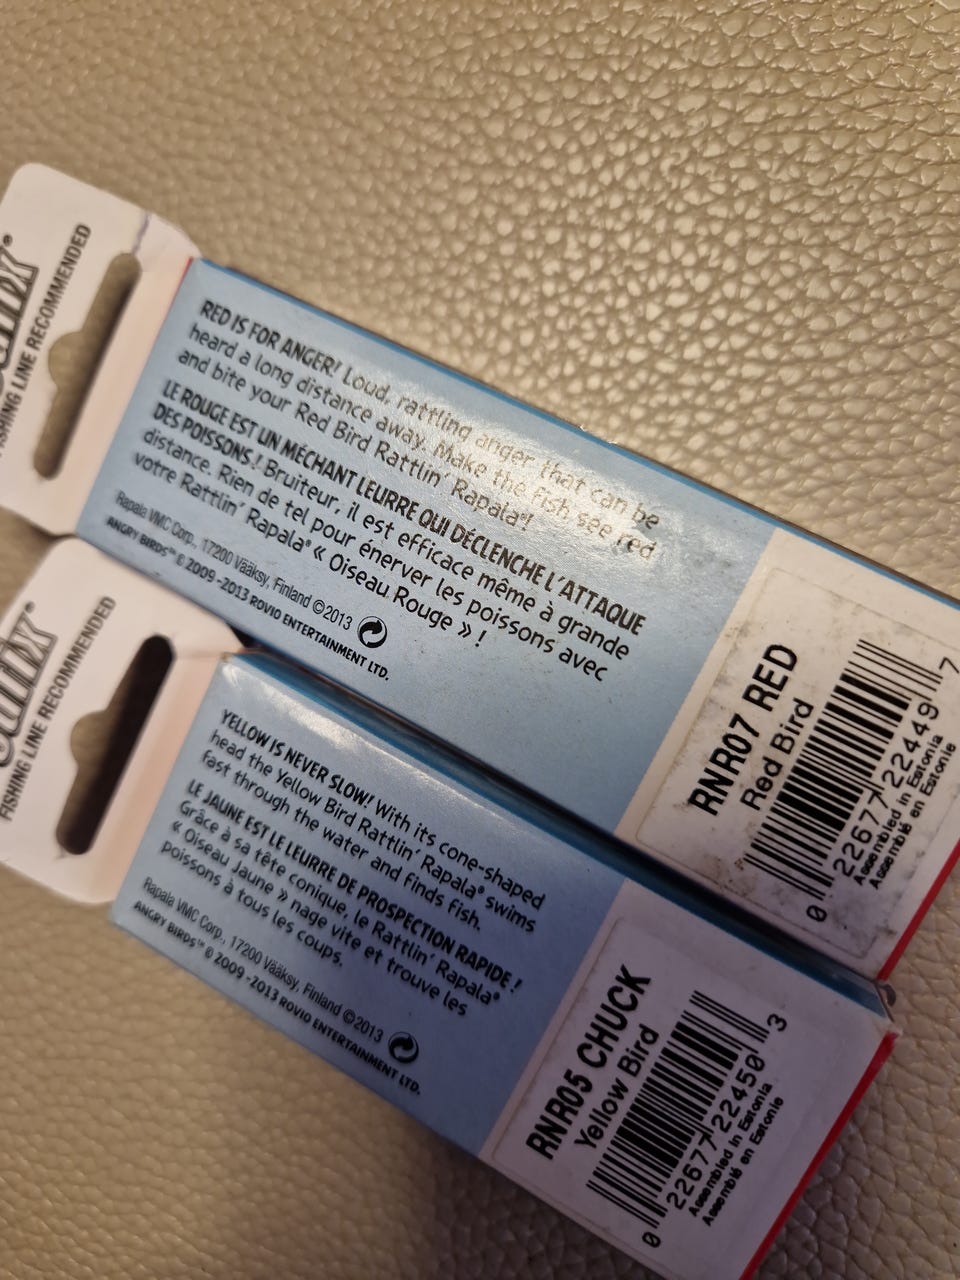 FISHING LINE RECOMMENDED
RED IS FOR ANGER! Loud, rattling anger that can be
heard a long distance away. Make the fish see red
and bite your Red Bird Rattlin' Rapala®!
LE ROUGE EST UN MÉCHANT LEURRE QUI DÉCLENCHE L'ATTAQUE
DES POISSONS! Bruiteur, il est efficace même à grande
distance. Rien de tel pour énerver les poissons avec
votre Rattlin' Rapala® « Oiseau Rouge » !
Rapala VMC Corp., 17200 Vääksy, Finland ©2013
ANGRY BIRDS™ © 2009 -2013 ROVIO ENTERTAINMENT LTD.
RNR07 RED
Red Bird
0 22677 22449 7
Assembled in Estonia
Assemblé en Estonie
FISHING LINE RECOMMENDED
YELLOW IS NEVER SLOW! With its cone-shaped
head the Yellow Bird Rattlin' Rapala® swims
fast through the water and finds fish.
LE JAUNE EST LE LEURRE DE PROSPECTION RAPIDE !
Grâce à sa tête conique, le Rattlin' Rapala®
« Oiseau Jaune » nage vite et trouve les
poissons à tous les coups.
Rapala VMC Corp., 17200 Vääksy, Finland ©2013
ANGRY BIRDS™ © 2009 -2013 ROVIO ENTERTAINMENT LTD.
RNR05 CHUCK
Yellow Bird
0 22677 22450 3
Assembled in Estonia
Assemblé en Estonie